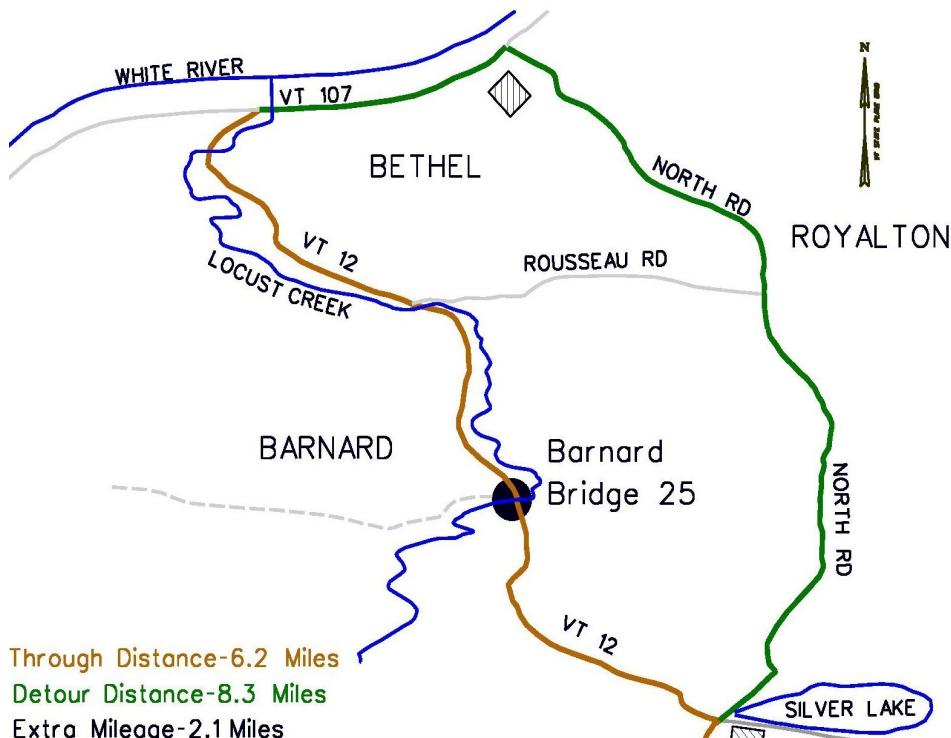 N
WHITE RIVER
VT 107
BETHEL
NORTH RD
ROYALTON
VT 12
ROUSSEAU RD
LOCUST CREEK
BARNARD
Barnard
Bridge 25
NORTH RD
VT 12
Through Distance-6.2 Miles
Detour Distance-8.3 Miles
Extra Mileage-2.1 Miles
SILVER LAKE